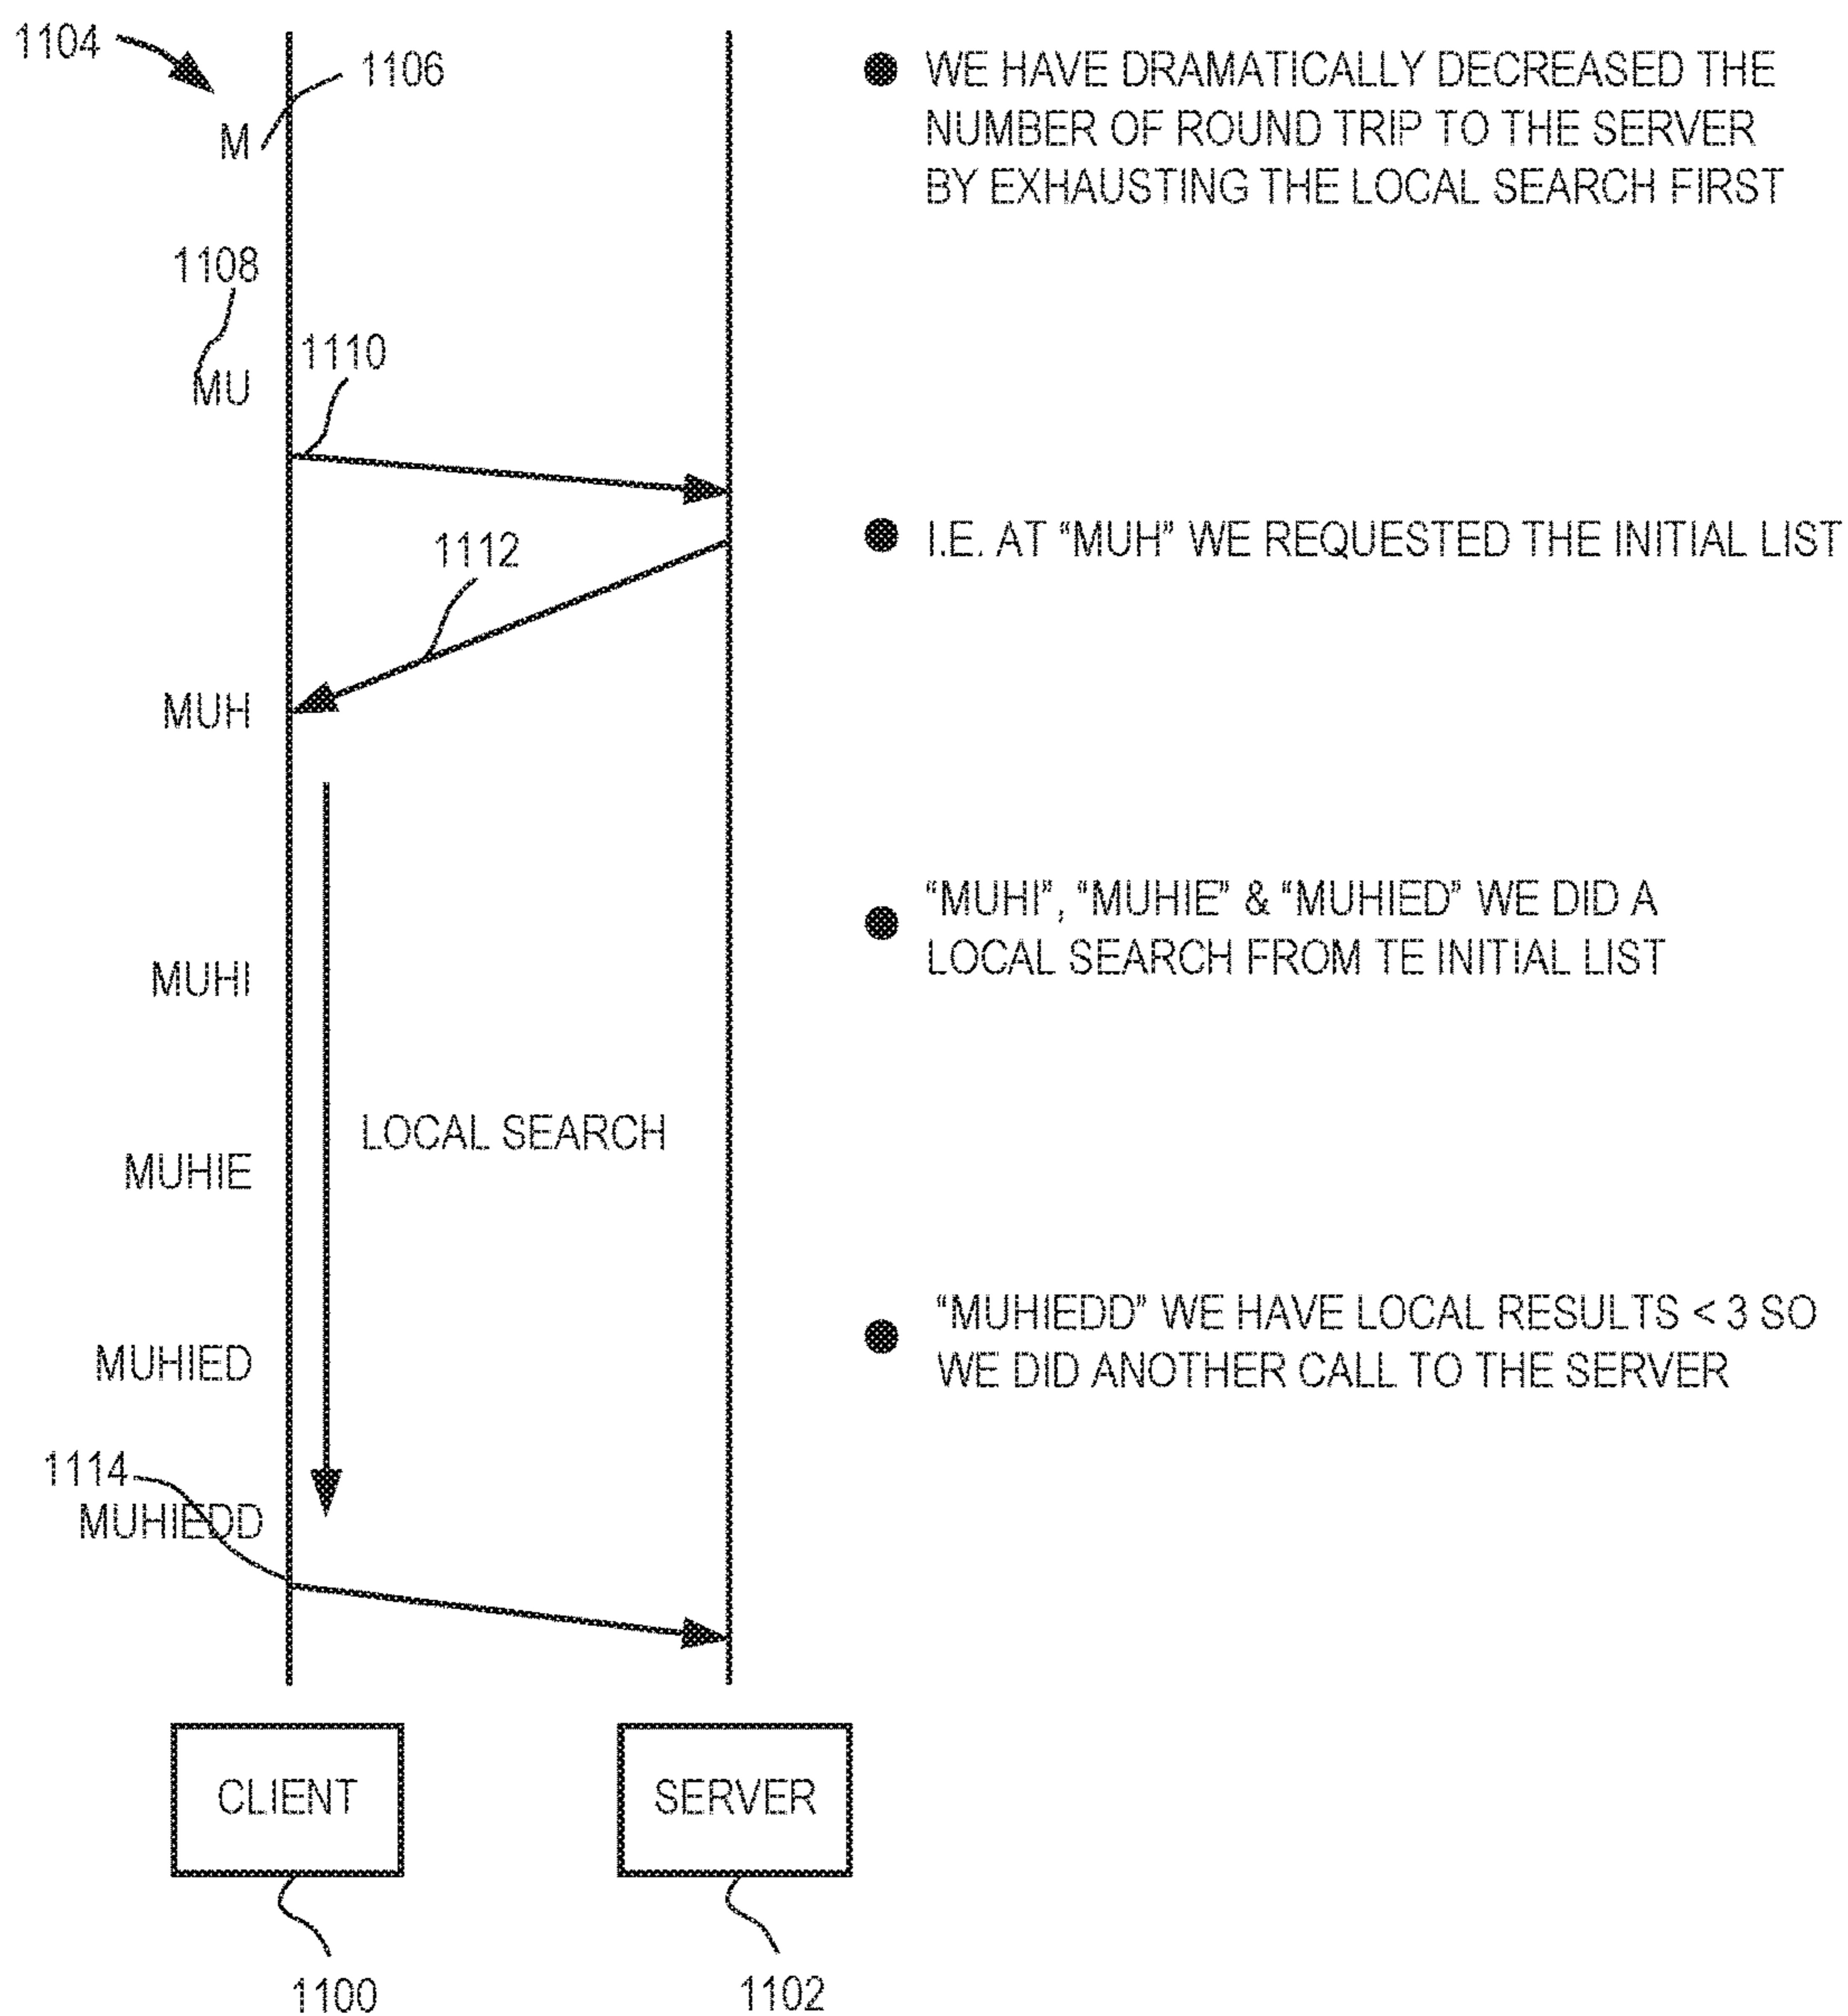 1104
1106
M
WE HAVE DRAMATICALLY DECREASED THE
NUMBER OF ROUND TRIP TO THE SERVER
BY EXHAUSTING THE LOCAL SEARCH FIRST
1108
MU
1110
1112
I.E. AT “MUH” WE REQUESTED THE INITIAL LIST
MUH
“MUHI”, “MUHIE” & “MUHIED” WE DID A
LOCAL SEARCH FROM TE INITIAL LIST
MUHI
LOCAL SEARCH
MUHIE
“MUHIEDD” WE HAVE LOCAL RESULTS < 3 SO
WE DID ANOTHER CALL TO THE SERVER
MUHIED
1114
MUHIEDD
CLIENT
SERVER
1100
1102